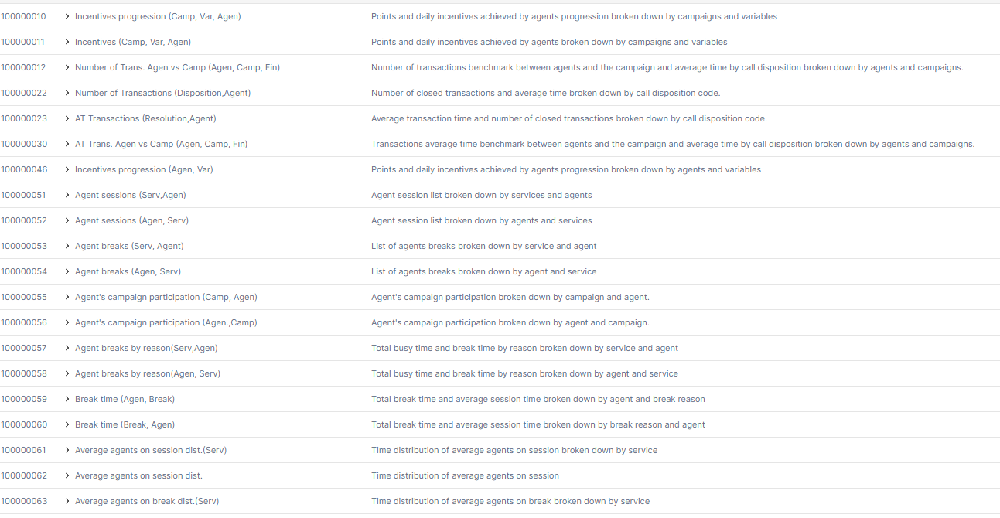 100000010 Incentives progression (Camp, Var, Agen) Points and daily incentives achieved by agents progression broken down by campaigns and variables
100000011 Incentives (Camp, Var, Agen) Points and daily incentives achieved by agents broken down by campaigns and variables
100000012 Number of Trans. Agen vs Camp (Agen, Camp, Fin) Number of transactions benchmark between agents and the campaign and average time by call disposition broken down by agents and campaigns.
100000022 Number of Transactions (Disposition,Agent) Number of closed transactions and average time broken down by call disposition code.
100000023 AT Transactions (Resolution,Agent) Average transaction time and number of closed transactions broken down by call disposition code.
100000030 AT Trans. Agen vs Camp (Agen, Camp, Fin) Transactions average time benchmark between agents and the campaign and average time by call disposition broken down by agents and campaigns.
100000046 Incentives progression (Agen, Var) Points and daily incentives achieved by agents progression broken down by agents and variables
100000051 Agent sessions (Serv,Agen) Agent session list broken down by services and agents
100000052 Agent sessions (Agen, Serv) Agent session list broken down by agents and services
100000053 Agent breaks (Serv, Agent) List of agents breaks broken down by service and agent
100000054 Agent breaks (Agen, Serv) List of agents breaks broken down by agent and service
100000055 Agent's campaign participation (Camp, Agen) Agent's campaign participation broken down by campaign and agent.
100000056 Agent's campaign participation (Agen.,Camp) Agent's campaign participation broken down by agent and campaign.
100000057 Agent breaks by reason(Serv,Agen) Total busy time and break time by reason broken down by service and agent
100000058 Agent breaks by reason(Agen, Serv) Total busy time and break time by reason broken down by agent and service
100000059 Break time (Agen, Break) Total break time and average session time broken down by agent and break reason
100000060 Break time (Break, Agen) Total break time and average session time broken down by break reason and agent
100000061 Average agents on session dist.(Serv) Time distribution of average agents on session broken down by service
100000062 Average agents on session dist. Time distribution of average agents on session
100000063 Average agents on break dist.(Serv) Time distribution of average agents on break broken down by service